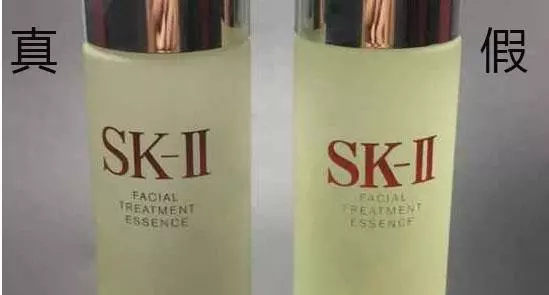 真
假
SK-II
FACIAL
TREATMENT
ESSENCE
SK-II
FACIAL
TREATMENT
ESSENCE